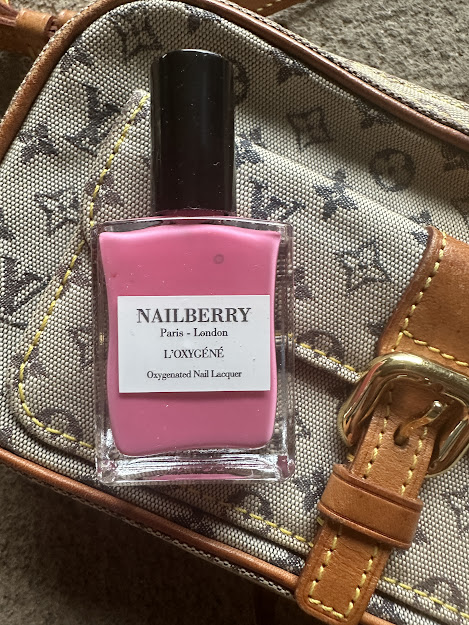 NAILBERRY
Paris - London
L'OXYGÉNÉ
Oxygenated Nail Lacquer